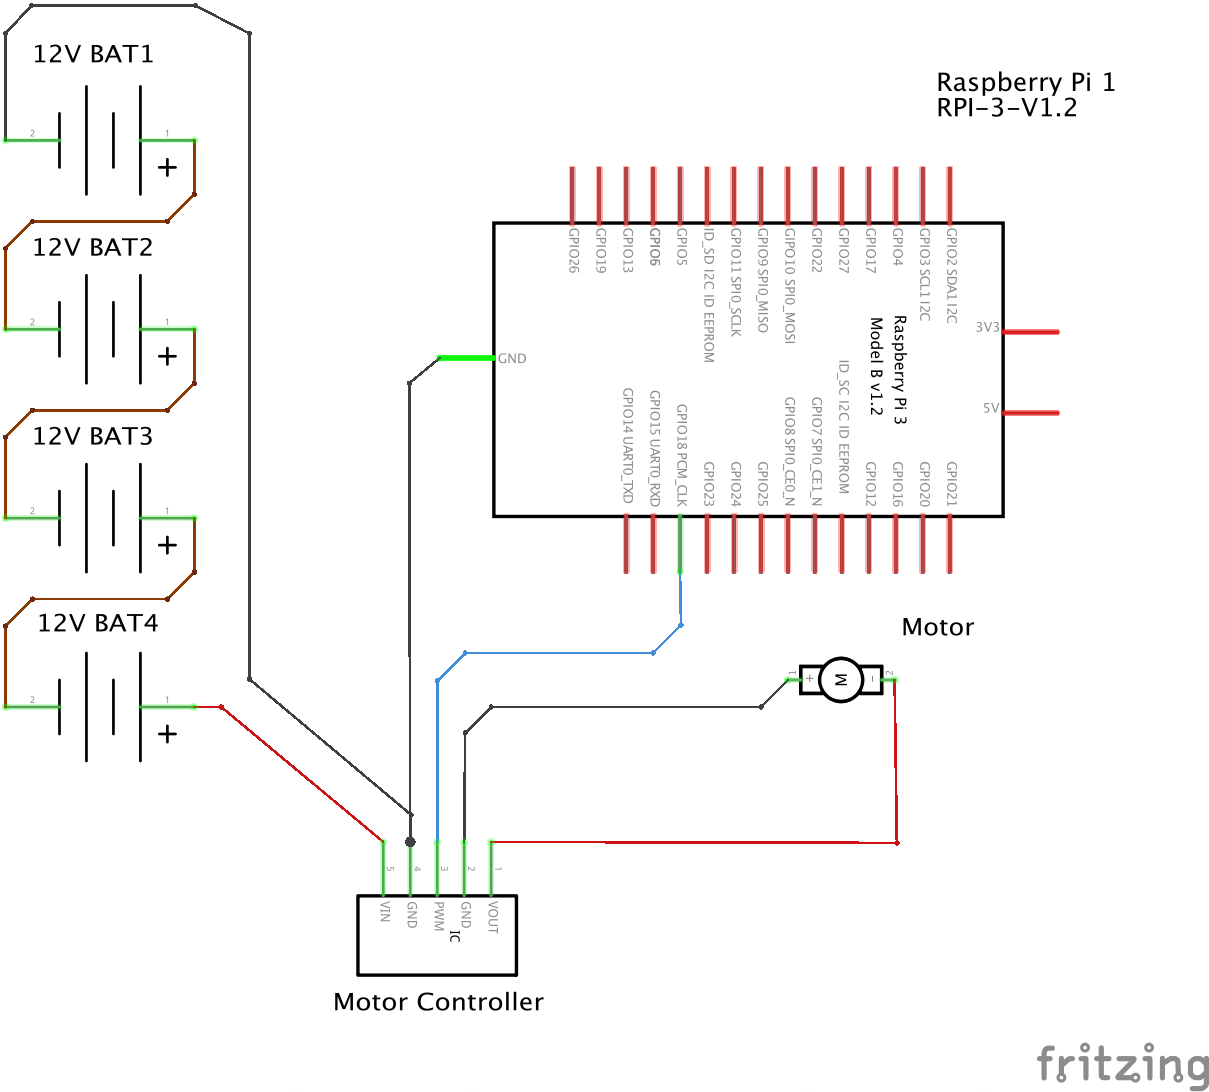 12V BAT1
2
1
+
12V BAT2
2
1
+
12V BAT3
2
1
+
12V BAT4
2
1
+
Raspberry Pi 1
RPI-3-V1.2
GPIO26
GPIO19
GPIO13
GPIO6
GPIO5
ID_SD I2C ID EEPROM
GPIO11 SPI0_SCLK
GPIO9 SPI0_MISO
GIPO10 SPI0_MOSI
GPIO22
GPIO27
GPIO17
GPIO4
GPIO3 SCL1 I2C
GPIO2 SDA1 I2C
3V3
5V
GND
Raspberry Pi 3
Model B v1.2
GPIO14 UART0_TXD
GPIO15 UART0_RXD
GPIO18 PCM_CLK
GPIO23
GPIO24
GPIO25
GPIO8 SPI0_CE0_N
GPIO7 SPI0_CE1_N
ID_SC I2C ID EEPROM
GPIO12
GPIO16
GPIO20
GPIO21
Motor
1
+
M
-
2
5
4
3
2
1
VIN
GND
PWM
GND
VOUT
IC
Motor Controller
fritzing